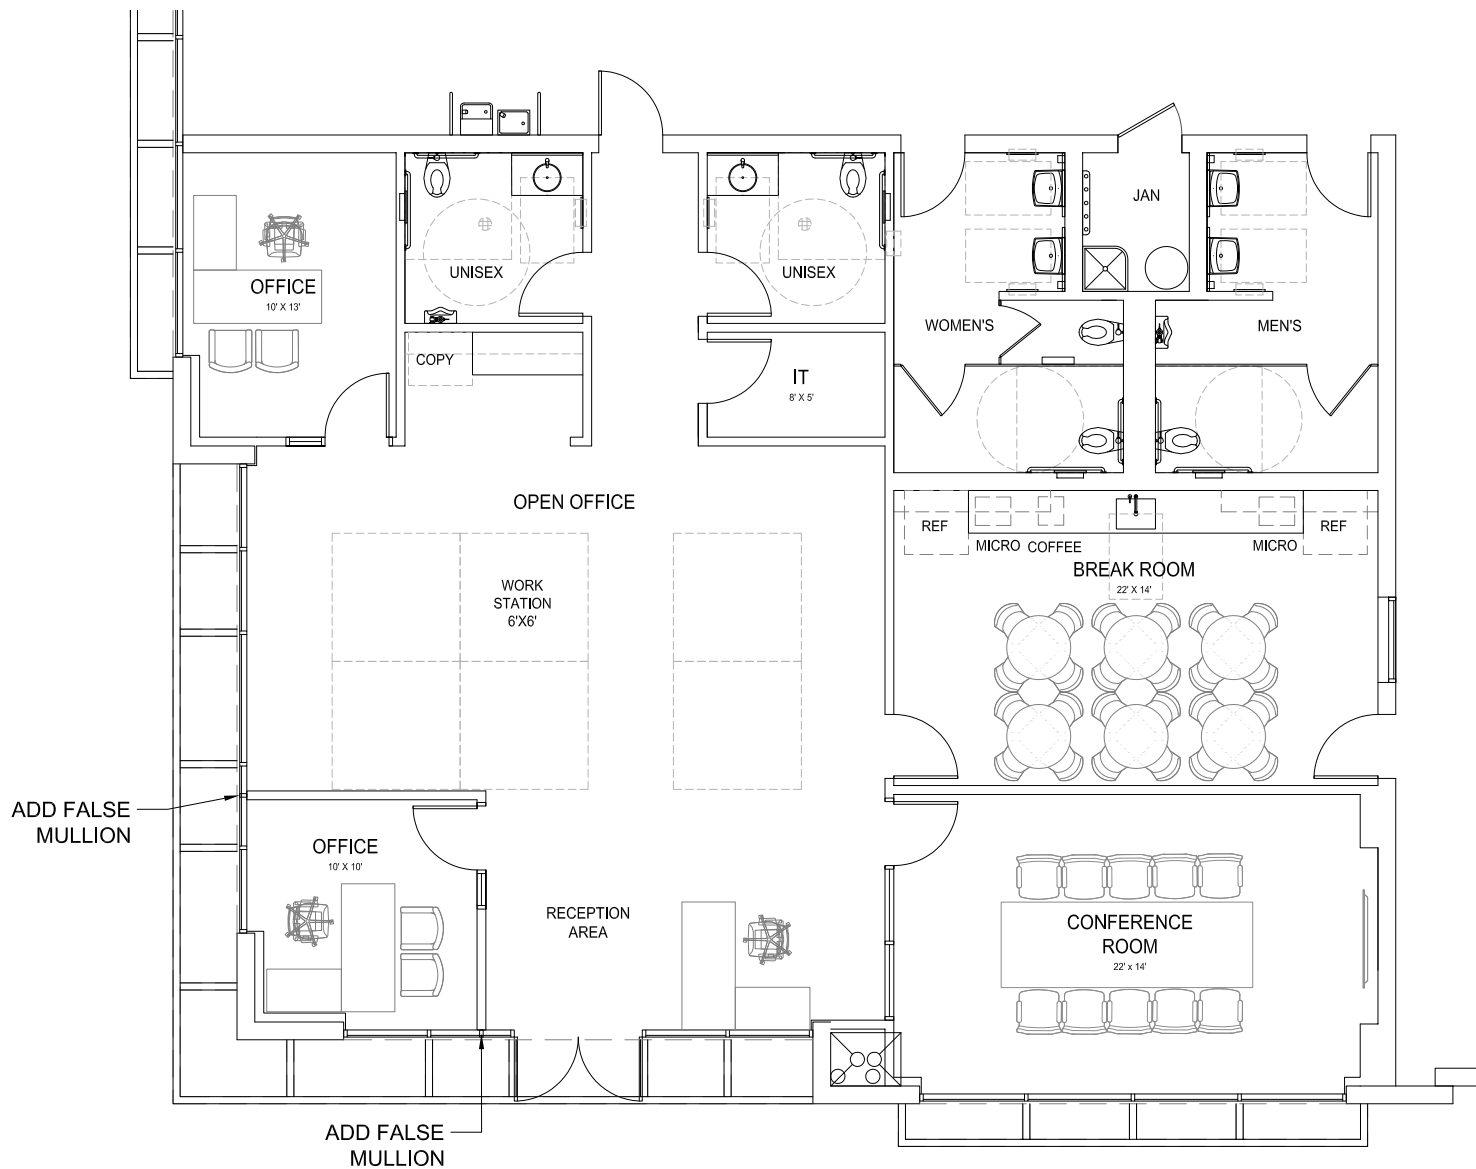 JAN
UNISEX
UNISEX
OFFICE
10' X 13'
WOMEN'S
MEN'S
COPY
IT
8' X 5'
OPEN OFFICE
REF
REF
MICRO
COFFEE
MICRO
BREAK ROOM
22' X 14'
WORK
STATION
6'X6'
ADD FALSE
MULLION
OFFICE
10' X 10'
RECEPTION
AREA
CONFERENCE
ROOM
22' x 14'
ADD FALSE
MULLION